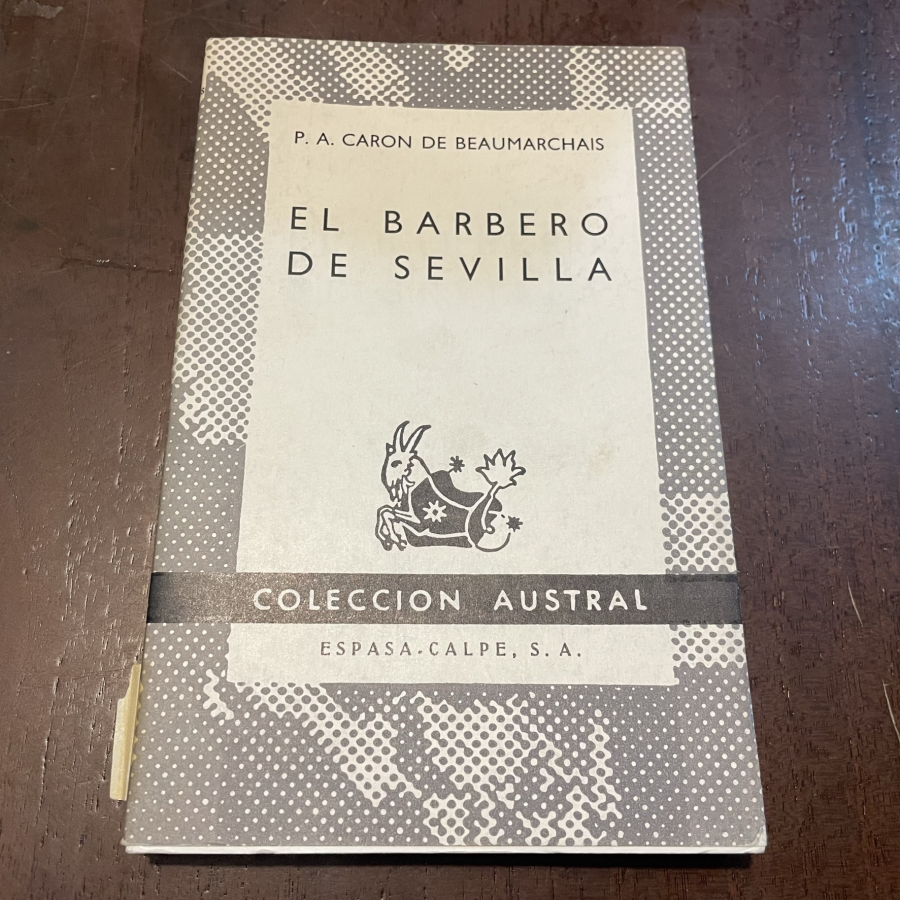 P. A. CARON DE BEAUMARCHAIS
EL BARBERO
DE SEVILLA
COLECCION AUSTRAL
ESPASA-CALPE, S. A.